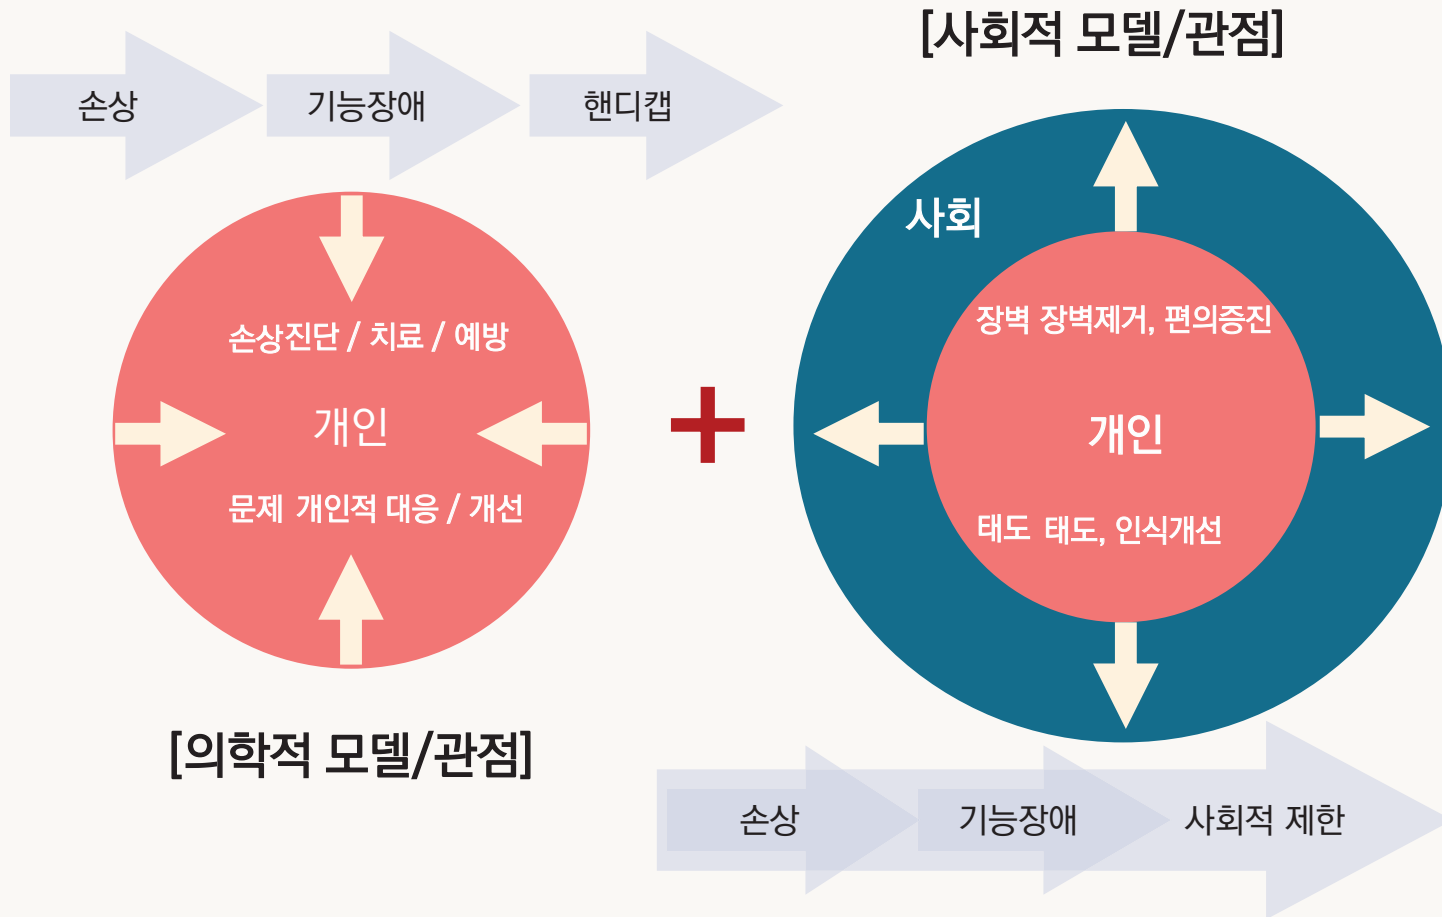 [사회적 모델/관점]
손상
기능장애
핸디캡
손상진단 / 치료 / 예방
개인
문제 개인적 대응 / 개선
[의학적 모델/관점]
+
사회
장벽 장벽제거, 편의증진
개인
태도 태도, 인식개선
손상
기능장애
사회적 제한